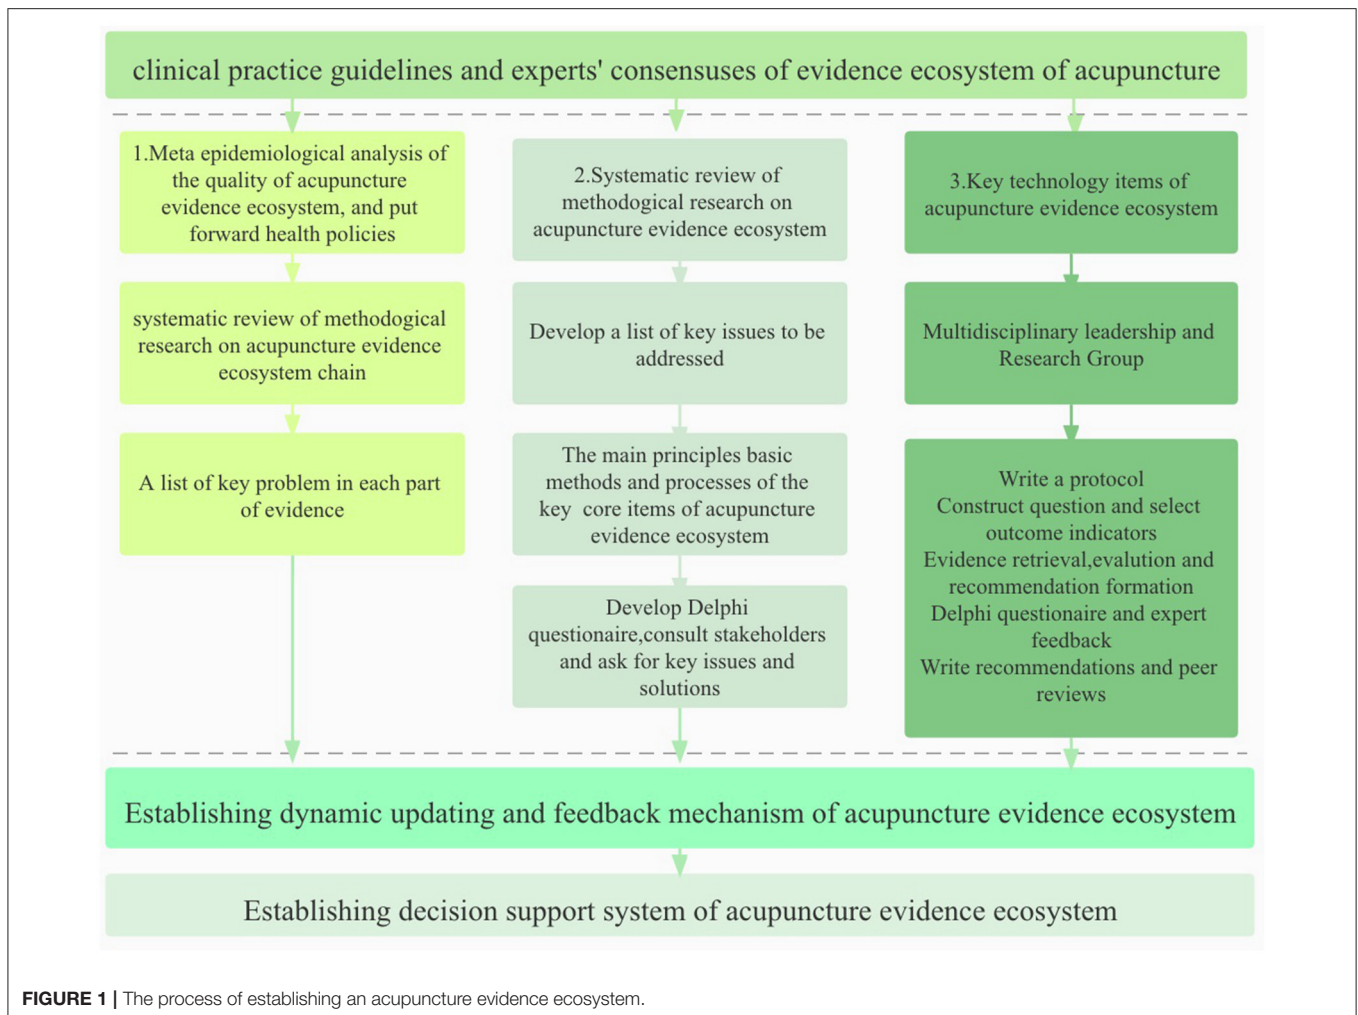 clinical practice guidelines and experts' consensuses of evidence ecosystem of acupuncture
1.Meta epidemiological analysis of
the quality of acupuncture
evidence ecosystem, and put
forward health policies
systematic review of methodogical
research on acupuncture evidence
ecosystem chain
A list of key problem in each part
of evidence
2.Systematic review of
methodogical research on
acupuncture evidence ecosystem
Develop a list of key issues to be
addressed
The main principles basic
methods and processes of the
key core items of acupuncture
evidence ecosystem
Develop Delphi
questionaire,consult stakeholders
and ask for key issues and
solutions
3.Key technology items of
acupuncture evidence ecosystem
Multidisciplinary leadership and
Research Group
Write a protocol
Construct question and select
outcome indicators
Evidence retrieval,evalution and
recommendation formation
Delphi questionaire and expert
feedback
Write recommendations and peer
reviews
Establishing dynamic updating and feedback mechanism of acupuncture evidence ecosystem
Establishing decision support system of acupuncture evidence ecosystem
FIGURE 1 | The process of establishing an acupuncture evidence ecosystem.